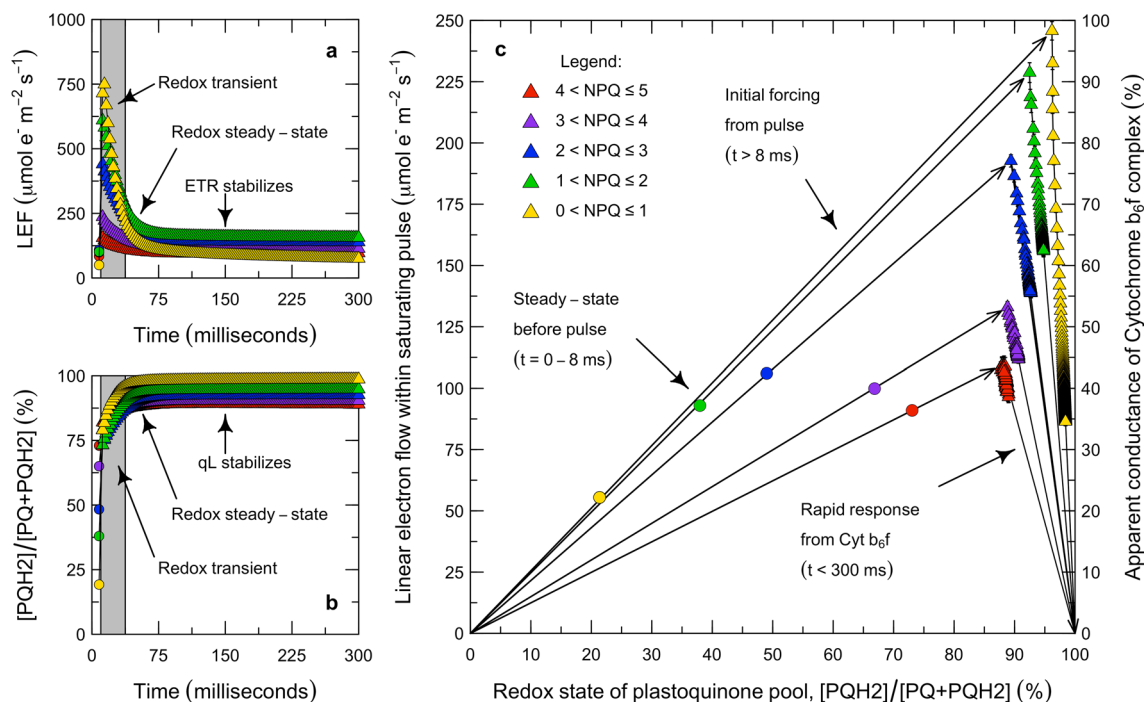 a
LEF (μmol e⁻ m⁻² s⁻¹)
1000
750
500
250
0
Redox transient
Redox steady – state
ETR stabilizes
0 75 150 225 300
Time (milliseconds)
[PQH2]/[PQ+PQH2] (%)
100
75
50
25
0
qL stabilizes
Redox steady – state
Redox transient
b
0 75 150 225 300
Time (milliseconds)
c
Linear electron flow within saturating pulse (μmol e⁻ m⁻² s⁻¹)
250
225
200
175
150
125
100
75
50
25
0
Legend:
4 < NPQ ≤ 5
3 < NPQ ≤ 4
2 < NPQ ≤ 3
1 < NPQ ≤ 2
0 < NPQ ≤ 1
Initial forcing
from pulse
(t > 8 ms)
Steady – state
before pulse
(t = 0 – 8 ms)
Rapid response
from Cyt b₆f
(t < 300 ms)
0 10 20 30 40 50 60 70 80 90 100
Redox state of plastoquinone pool, [PQH2]/[PQ+PQH2] (%)
100
90
80
70
60
50
40
30
20
10
0
Apparent conductance of Cytochrome b₆f complex (%)